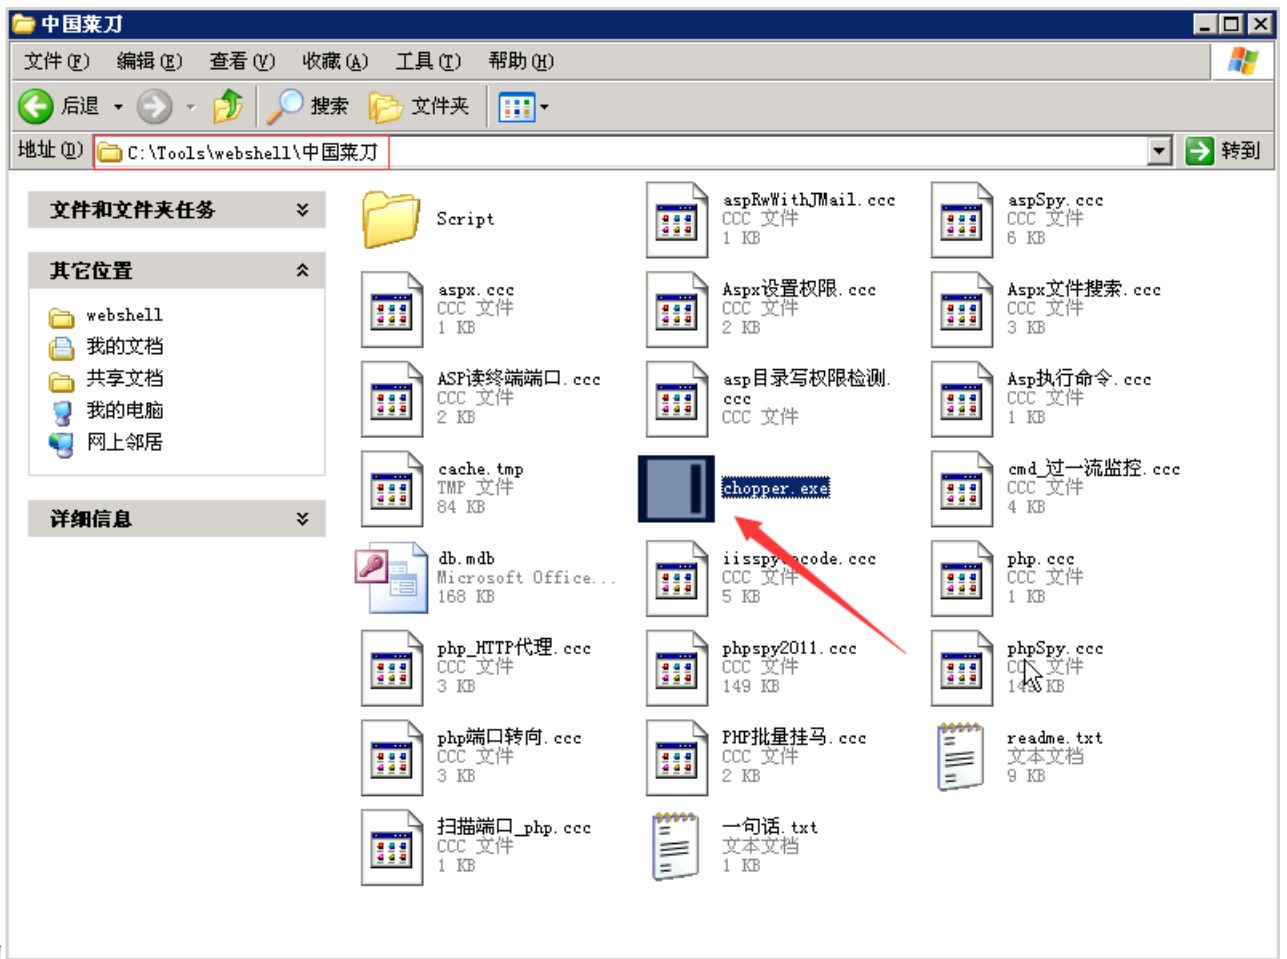 中国菜刀
文件(F) 编辑(E) 查看(V) 收藏(A) 工具(T) 帮助(H)
后退 搜索 文件夹
地址(D) C:\Tools\webshell\中国菜刀 转到
文件和文件夹任务
其它位置
webshell
我的文档
共享文档
我的电脑
网上邻居
详细信息
Script
aspRwWithJMail.ccc
CCC 文件
1 KB
aspSpy.ccc
CCC 文件
6 KB
aspx.ccc
CCC 文件
1 KB
Aspx设置权限.ccc
CCC 文件
2 KB
Aspx文件搜索.ccc
CCC 文件
3 KB
ASP读终端端口.ccc
CCC 文件
2 KB
asp目录写权限检测.
ccc
CCC 文件
Asp执行命令.ccc
CCC 文件
1 KB
cache.tmp
TMP 文件
84 KB
chopper.exe
cmd_过一流监控.ccc
CCC 文件
4 KB
db.mdb
Microsoft Office...
168 KB
CCC 文件
5 KB
php.ccc
CCC 文件
1 KB
php_HTTP代理.ccc
CCC 文件
3 KB
phpspy2011.ccc
CCC 文件
149 KB
phpSpy.ccc
CCC 文件
149 KB
php端口转向.ccc
CCC 文件
3 KB
PHP批量挂马.ccc
CCC 文件
2 KB
readme.txt
文本文档
9 KB
扫描端口_php.ccc
CCC 文件
1 KB
一句话.txt
文本文档
1 KB